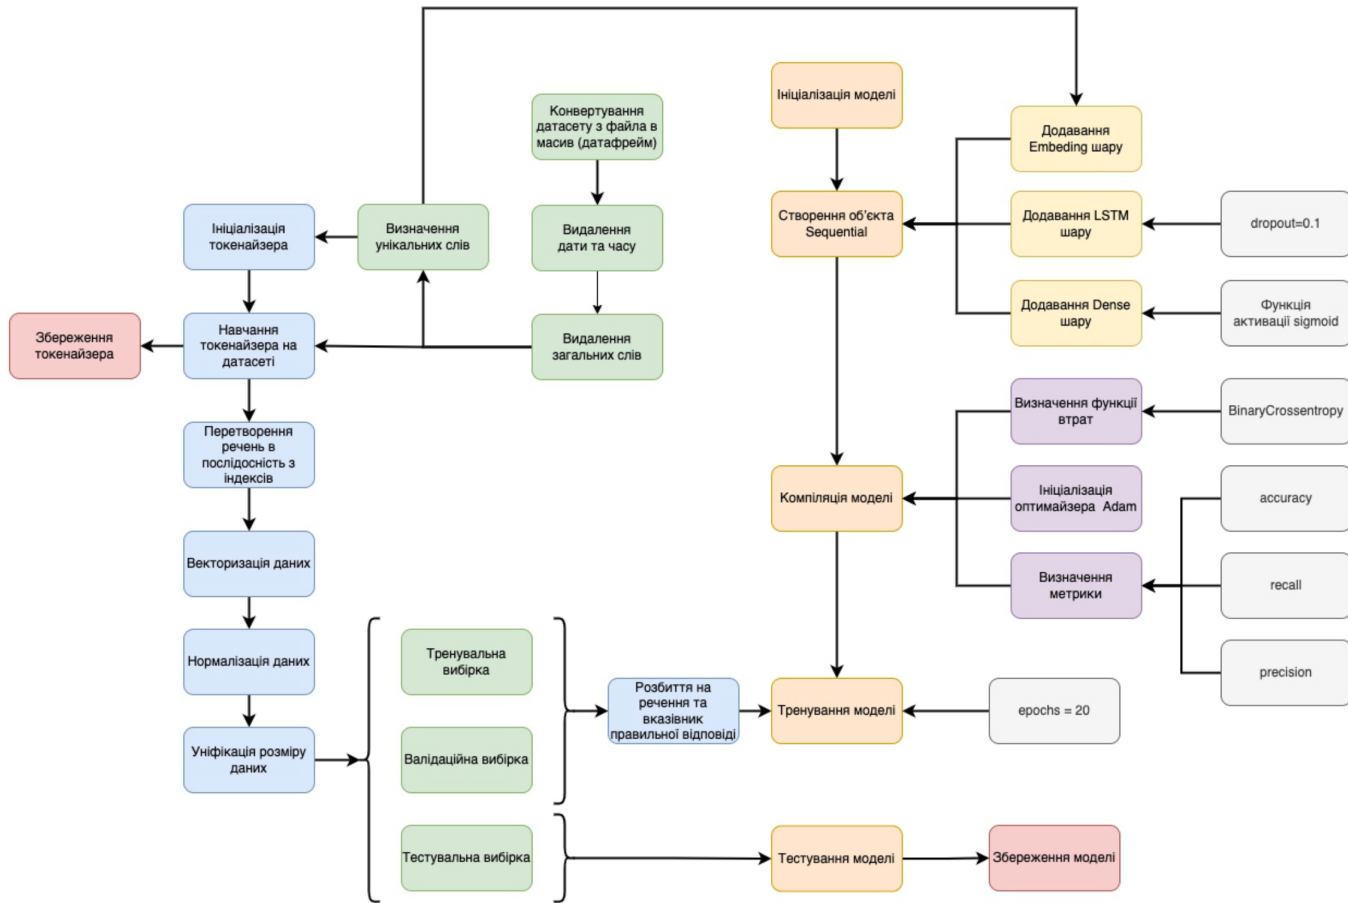 Конвертування
датасету з файла в
масив (датафрейм)
Видалення
дати та часу
Видалення
загальних слів
Визначення
унікальних слів
Ініціалізація
токенайзера
Навчання
токенайзера на
датасеті
Збереження
токенайзера
Перетворення
речень в
послідосність з
індексів
Векторизація даних
Нормалізація даних
Уніфікація розміру
даних
Тренувальна
вибірка
Валідаційна вибірка
Тестувальна вибірка
Розбиття на
речення та
вказівник
правильної відповіді
Ініціалізація моделі
Створення об'єкта
Sequential
Компіляція моделі
Тренування моделі
Тестування моделі
Збереження моделі
Додавання
Embeding шару
Додавання LSTM
шару
Додавання Dense
шару
dropout=0.1
Функція
активації sigmoid
Визначення функції
втрат
Ініціалізація
оптимайзера Adam
Визначення
метрики
BinaryCrossentropy
accuracy
recall
precision
epochs = 20